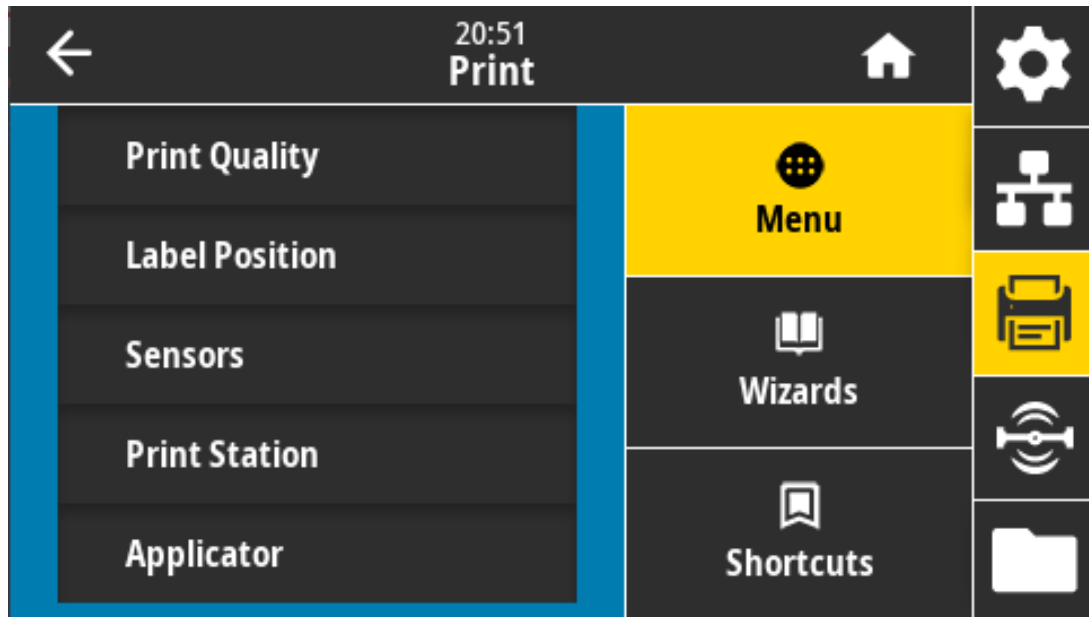 20:51
Print
Print Quality
Label Position
Sensors
Print Station
Applicator
Menu
Wizards
Shortcuts